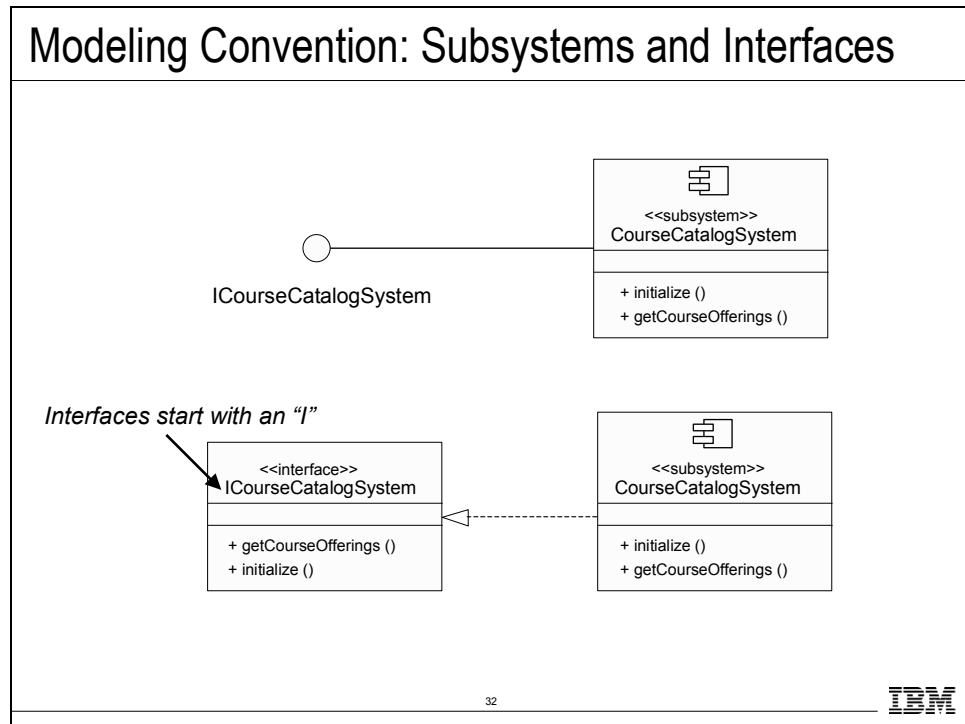 Modeling Convention: Subsystems and Interfaces
<<subsystem>>
CourseCatalogSystem
ICourseCatalogSystem
+ initialize ()
+ getCourseOfferings ()
Interfaces start with an “I”
<<interface>>
ICourseCatalogSystem
+ getCourseOfferings ()
+ initialize ()
<<subsystem>>
CourseCatalogSystem
+ initialize ()
+ getCourseOfferings ()
32
IBM